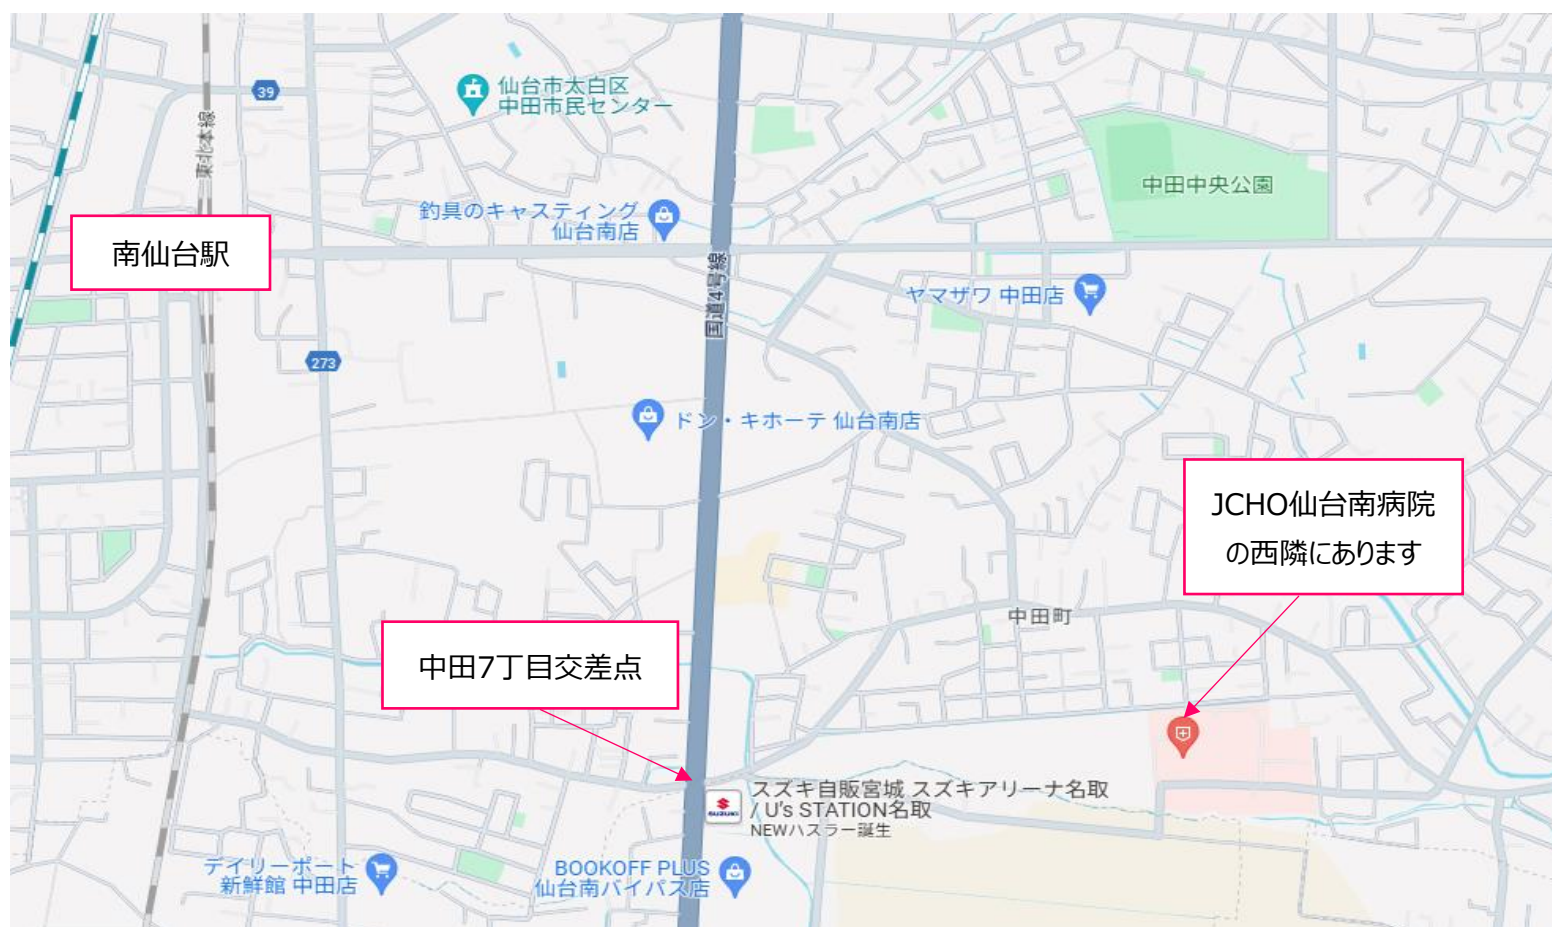 39
仙台市太白区
中田市民センター
東北本線
中田中央公園
釣具のキャスティング
仙台南店
南仙台駅
国道4号線
ヤマザワ 中田店
273
ドン・キホーテ 仙台南店
JCHO仙台南病院
の西隣にあります
中田町
中田7丁目交差点
スズキ自販宮城 スズキアリーナ名取
/ U's STATION名取
NEWハスラー誕生
SUZUKI
デイリーポート
新鮮館 中田店
BOOKOFF PLUS
仙台南バイパス店